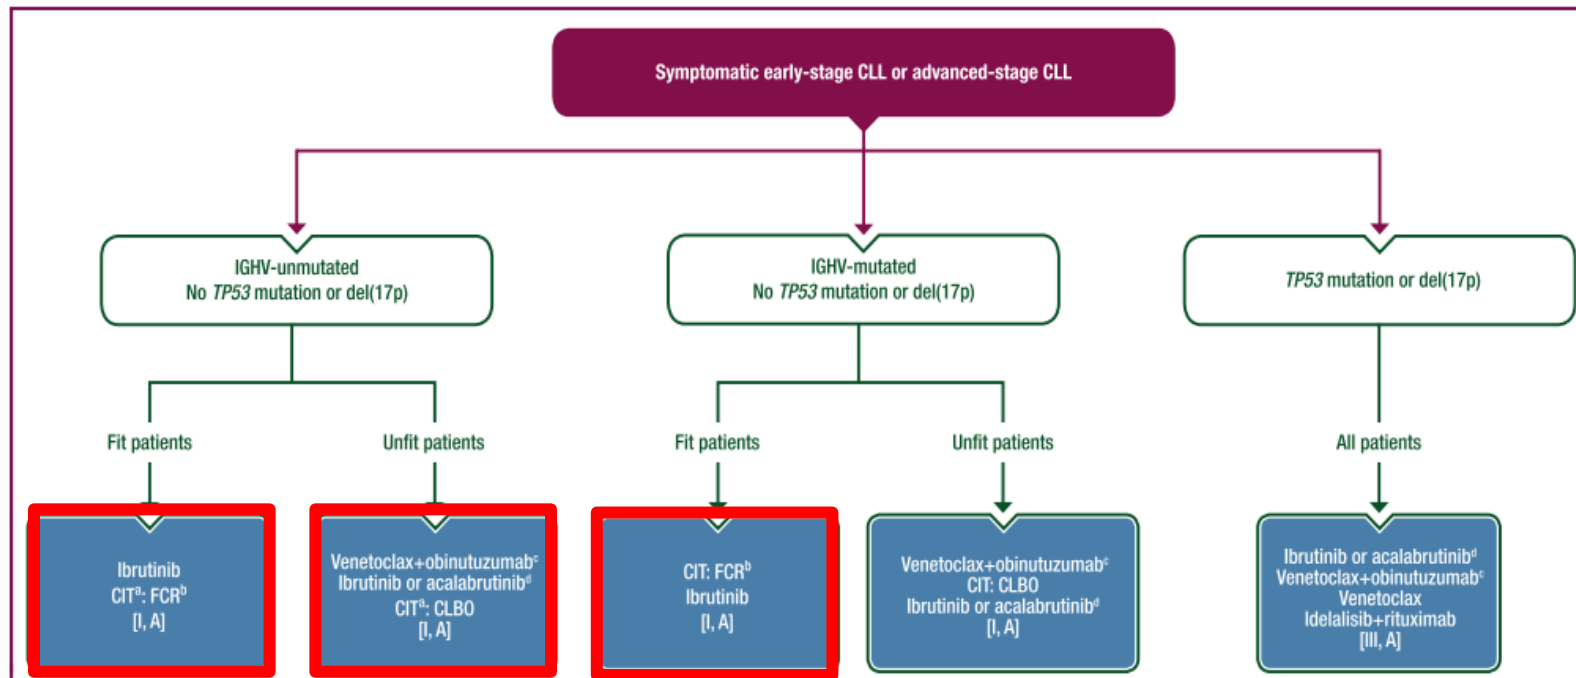 Symptomatic early-stage CLL or advanced-stage CLL
IGHV-unmutated
No TP53 mutation or del(17p)
IGHV-mutated
No TP53 mutation or del(17p)
TP53 mutation or del(17p)
Fit patients
Unfit patients
Fit patients
Unfit patients
All patients
Ibrutinib
CITᵃ: FCRᵇ
[I, A]
Venetoclax+obinutuzumabᶜ
Ibrutinib or acalabrutinibᵈ
CITᵃ: CLBO
[I, A]
CIT: FCRᵇ
Ibrutinib
[I, A]
Venetoclax+obinutuzumabᶜ
CIT: CLBO
Ibrutinib or acalabrutinibᵈ
[I, A]
Ibrutinib or acalabrutinibᵈ
Venetoclax+obinutuzumabᶜ
Venetoclax
Idelalisib+rituximab
[III, A]